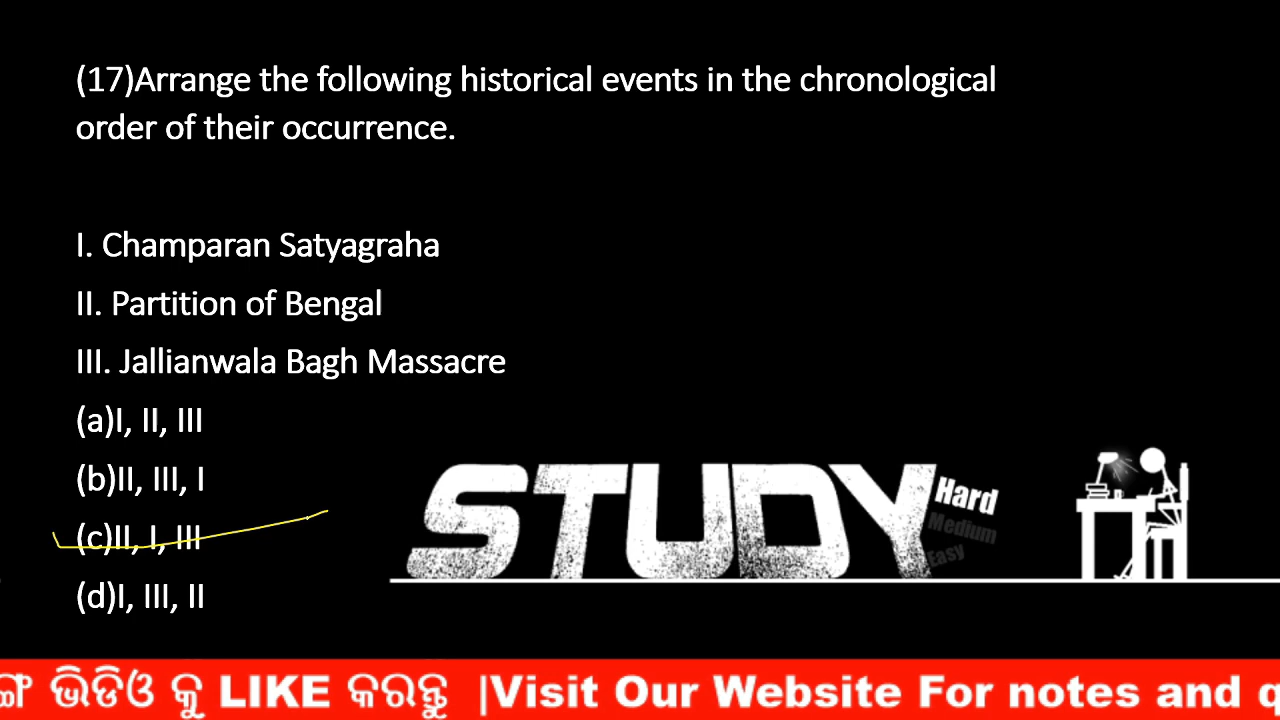 (17)Arrange the following historical events in the chronological
order of their occurrence.
I. Champaran Satyagraha
II. Partition of Bengal
III. Jallianwala Bagh Massacre
(a)I, II, III
(b)II, III, I
(c)II, I, III
(d)I, III, II
STUDY
Hard
Medium
Easy
ଙ୍ଗ ଭିଡିଓ କୁ LIKE କରନ୍ତୁ |Visit Our Website For notes and q